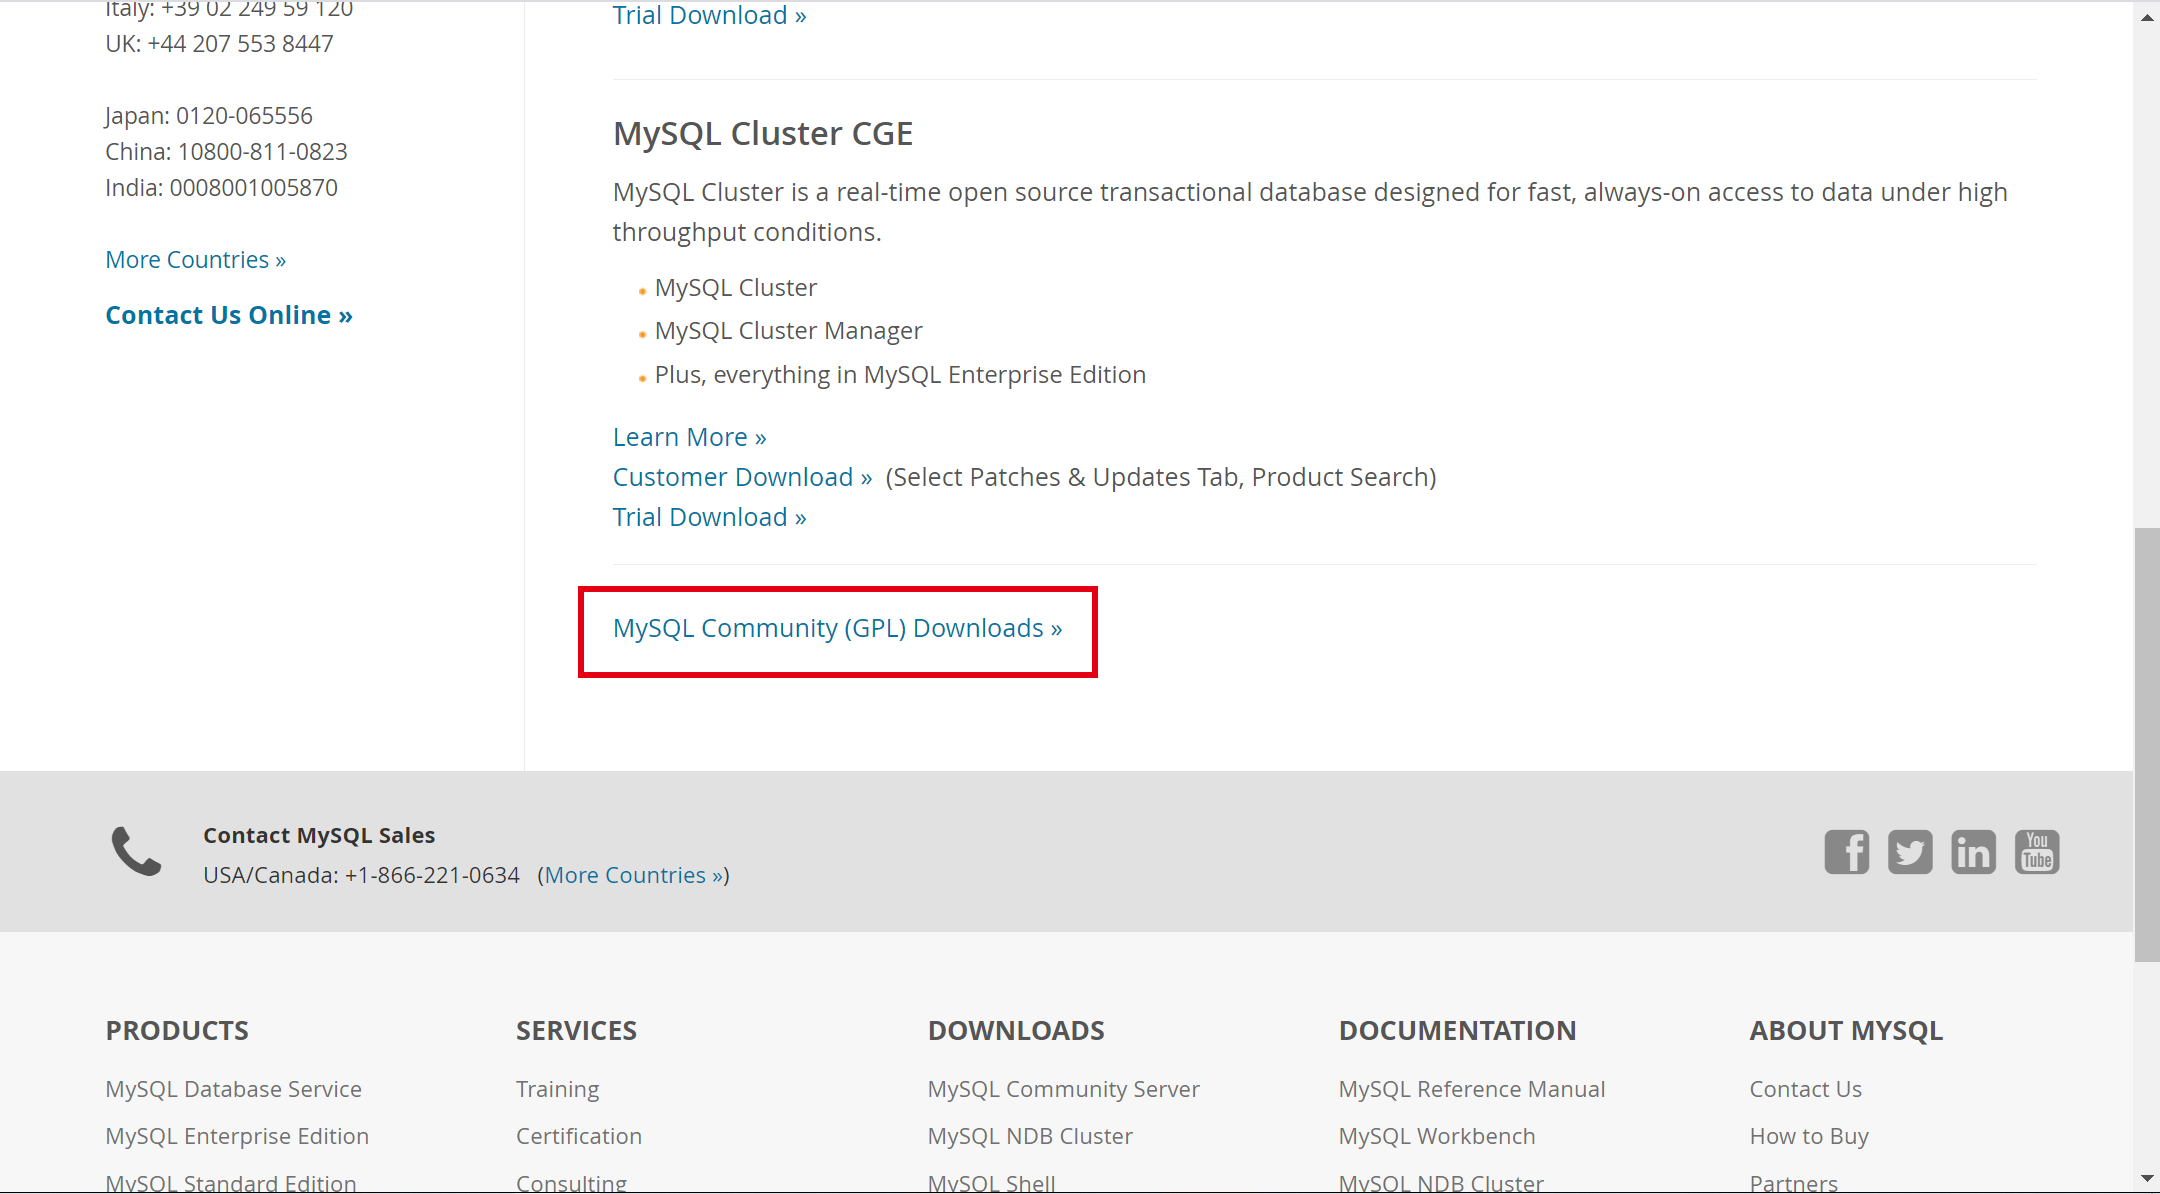 Italy: +39 02 249 59 120
UK: +44 207 553 8447
Japan: 0120-065556
China: 10800-811-0823
India: 0008001005870
More Countries »
Contact Us Online »
Trial Download »
MySQL Cluster CGE
MySQL Cluster is a real-time open source transactional database designed for fast, always-on access to data under high
throughput conditions.
MySQL Cluster
MySQL Cluster Manager
Plus, everything in MySQL Enterprise Edition
Learn More »
Customer Download » (Select Patches & Updates Tab, Product Search)
Trial Download »
MySQL Community (GPL) Downloads »
Contact MySQL Sales
USA/Canada: +1-866-221-0634 (More Countries »)
You
Tube
PRODUCTS
MySQL Database Service
MySQL Enterprise Edition
MySQL Standard Edition
SERVICES
Training
Certification
Consulting
DOWNLOADS
MySQL Community Server
MySQL NDB Cluster
MySQL Shell
DOCUMENTATION
MySQL Reference Manual
MySQL Workbench
MySQL NDB Cluster
ABOUT MYSQL
Contact Us
How to Buy
Partners